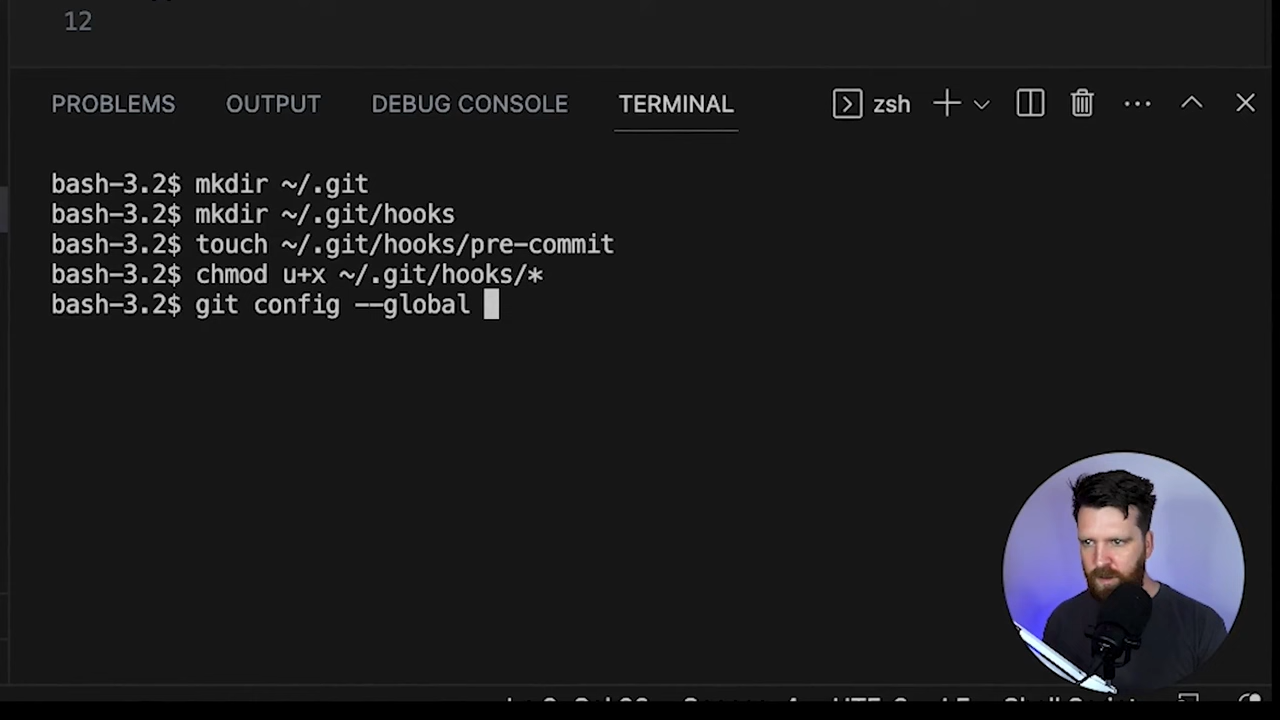 12
PROBLEMS OUTPUT DEBUG CONSOLE TERMINAL zsh
bash-3.2$ mkdir ~/.git
bash-3.2$ mkdir ~/.git/hooks
bash-3.2$ touch ~/.git/hooks/pre-commit
bash-3.2$ chmod u+x ~/.git/hooks/*
bash-3.2$ git config --global